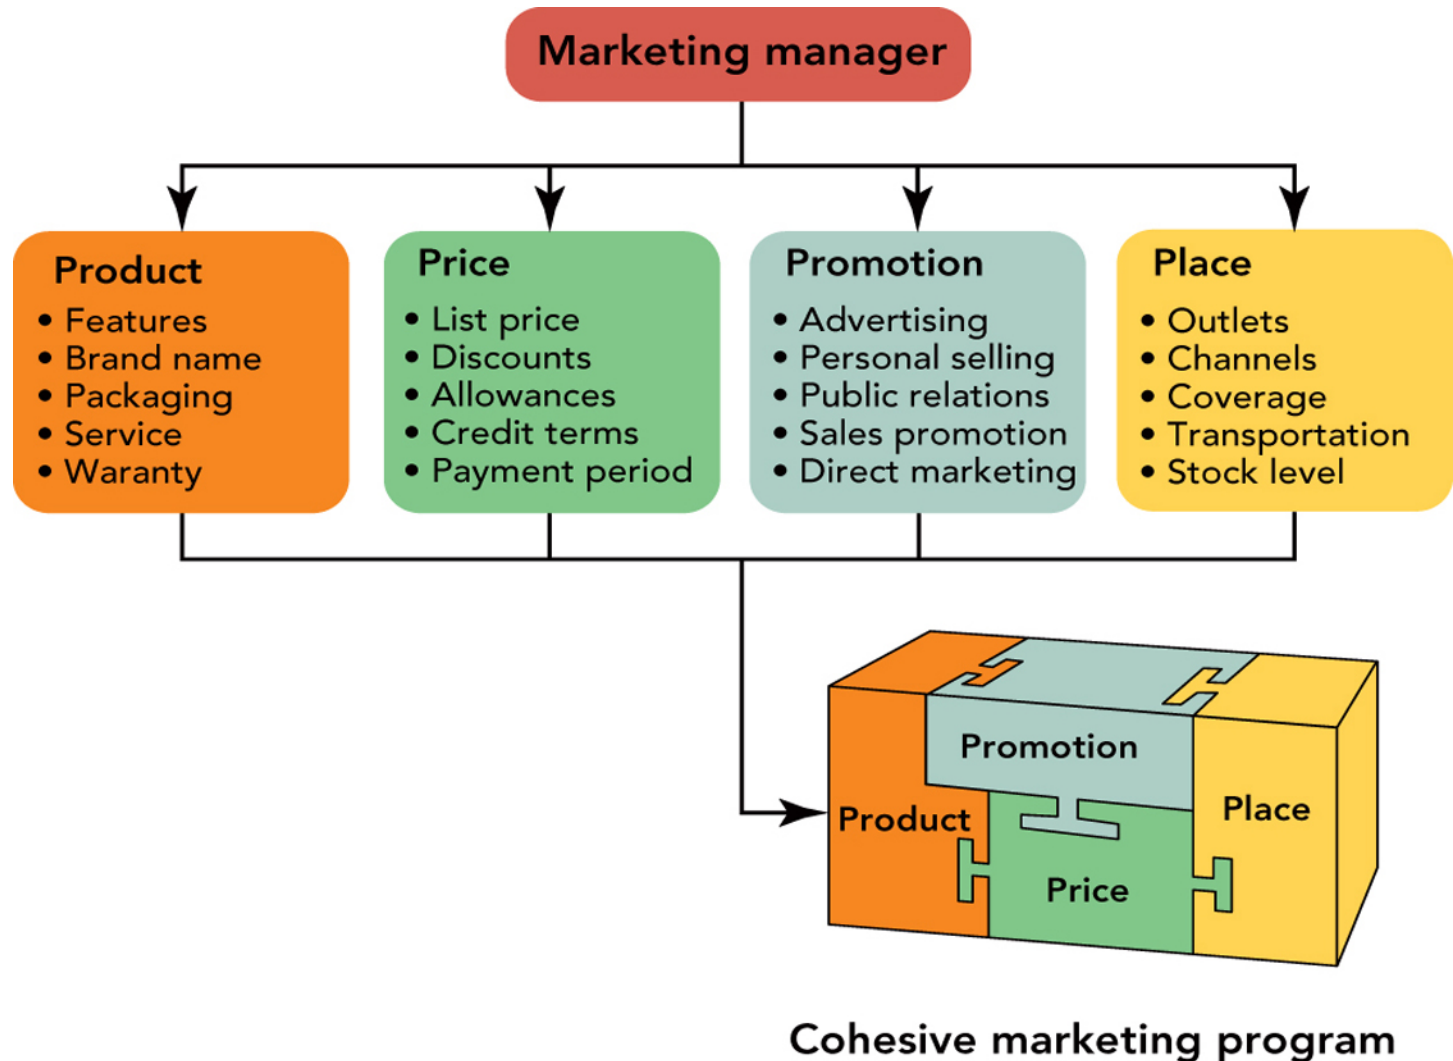 Marketing manager
Product
• Features
• Brand name
• Packaging
• Service
• Waranty
Price
• List price
• Discounts
• Allowances
• Credit terms
• Payment period
Promotion
• Advertising
• Personal selling
• Public relations
• Sales promotion
• Direct marketing
Place
• Outlets
• Channels
• Coverage
• Transportation
• Stock level
Promotion
Product
Place
Price
Cohesive marketing program